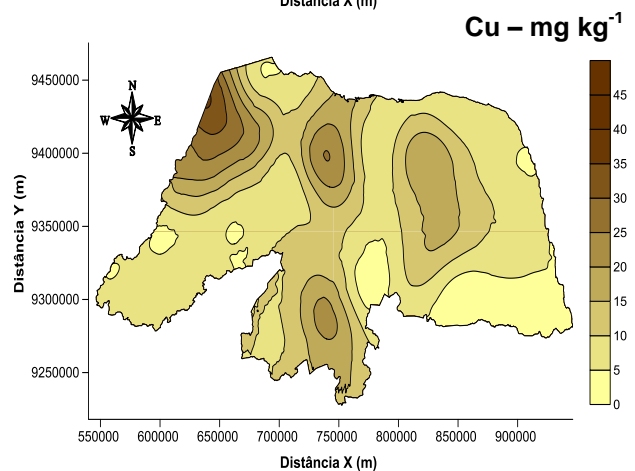 Distância X (m)
Cu – mg kg⁻¹
9450000
9400000
9350000
9300000
9250000
Distância Y (m)
N
W E
S
45
40
35
30
25
20
15
10
5
0
550000 600000 650000 700000 750000 800000 850000 900000
Distância X (m)